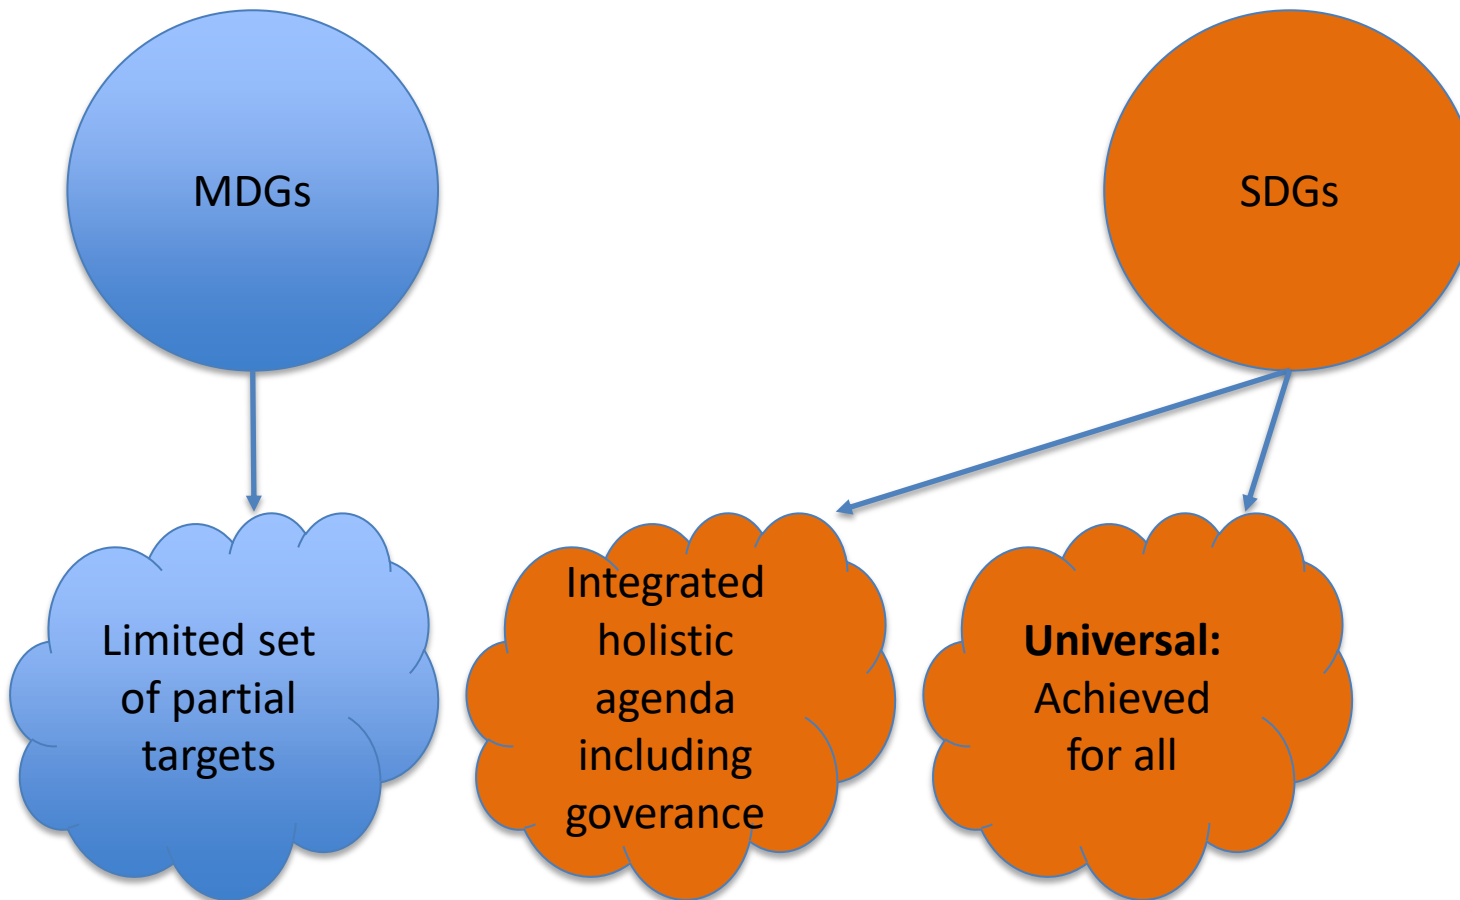 MDGs
SDGs
Limited set
of partial
targets
Integrated
holistic
agenda
including
goverance
Universal:
Achieved
for all